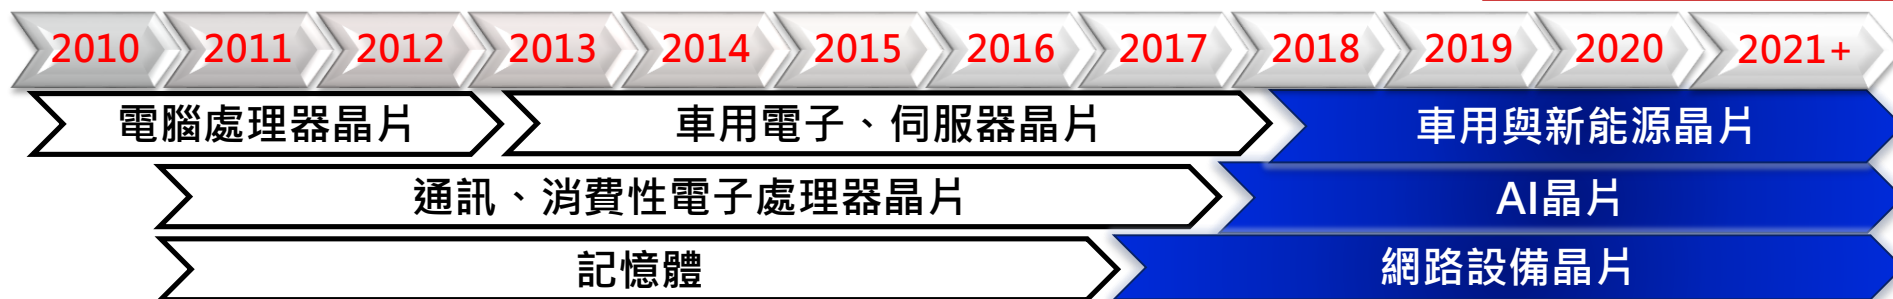 2010 2011 2012 2013 2014 2015 2016 2017 2018 2019 2020 2021+
電腦處理器晶片 車用電子、伺服器晶片 車用與新能源晶片
通訊、消費性電子處理器晶片 AI晶片
記憶體 網路設備晶片